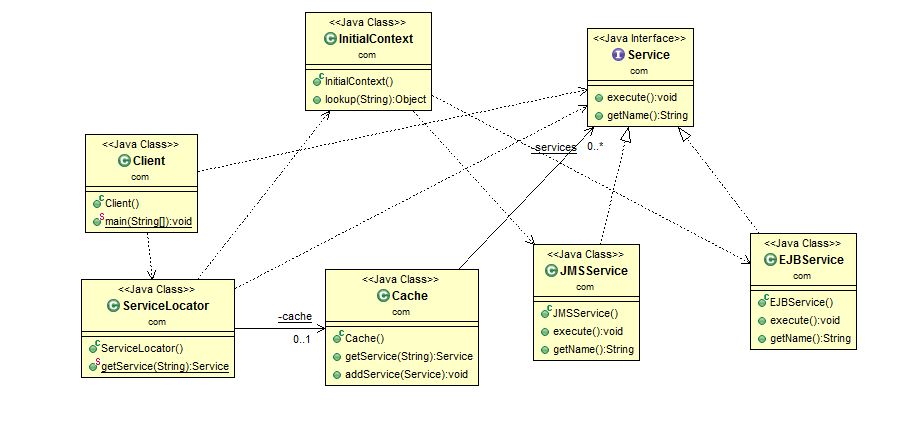 <<Java Class>>
InitialContext
com
InitialContext()
lookup(String):Object
<<Java Interface>>
Service
com
execute():void
getName():String
<<Java Class>>
Client
com
Client()
main(String[]):void
-services 0..*
<<Java Class>>
JMSService
com
JMSService()
execute():void
getName():String
<<Java Class>>
EJBService
com
EJBService()
execute():void
getName():String
<<Java Class>>
ServiceLocator
com
ServiceLocator()
getService(String):Service
-cache
0..1
<<Java Class>>
Cache
com
Cache()
getService(String):Service
addService(Service):void